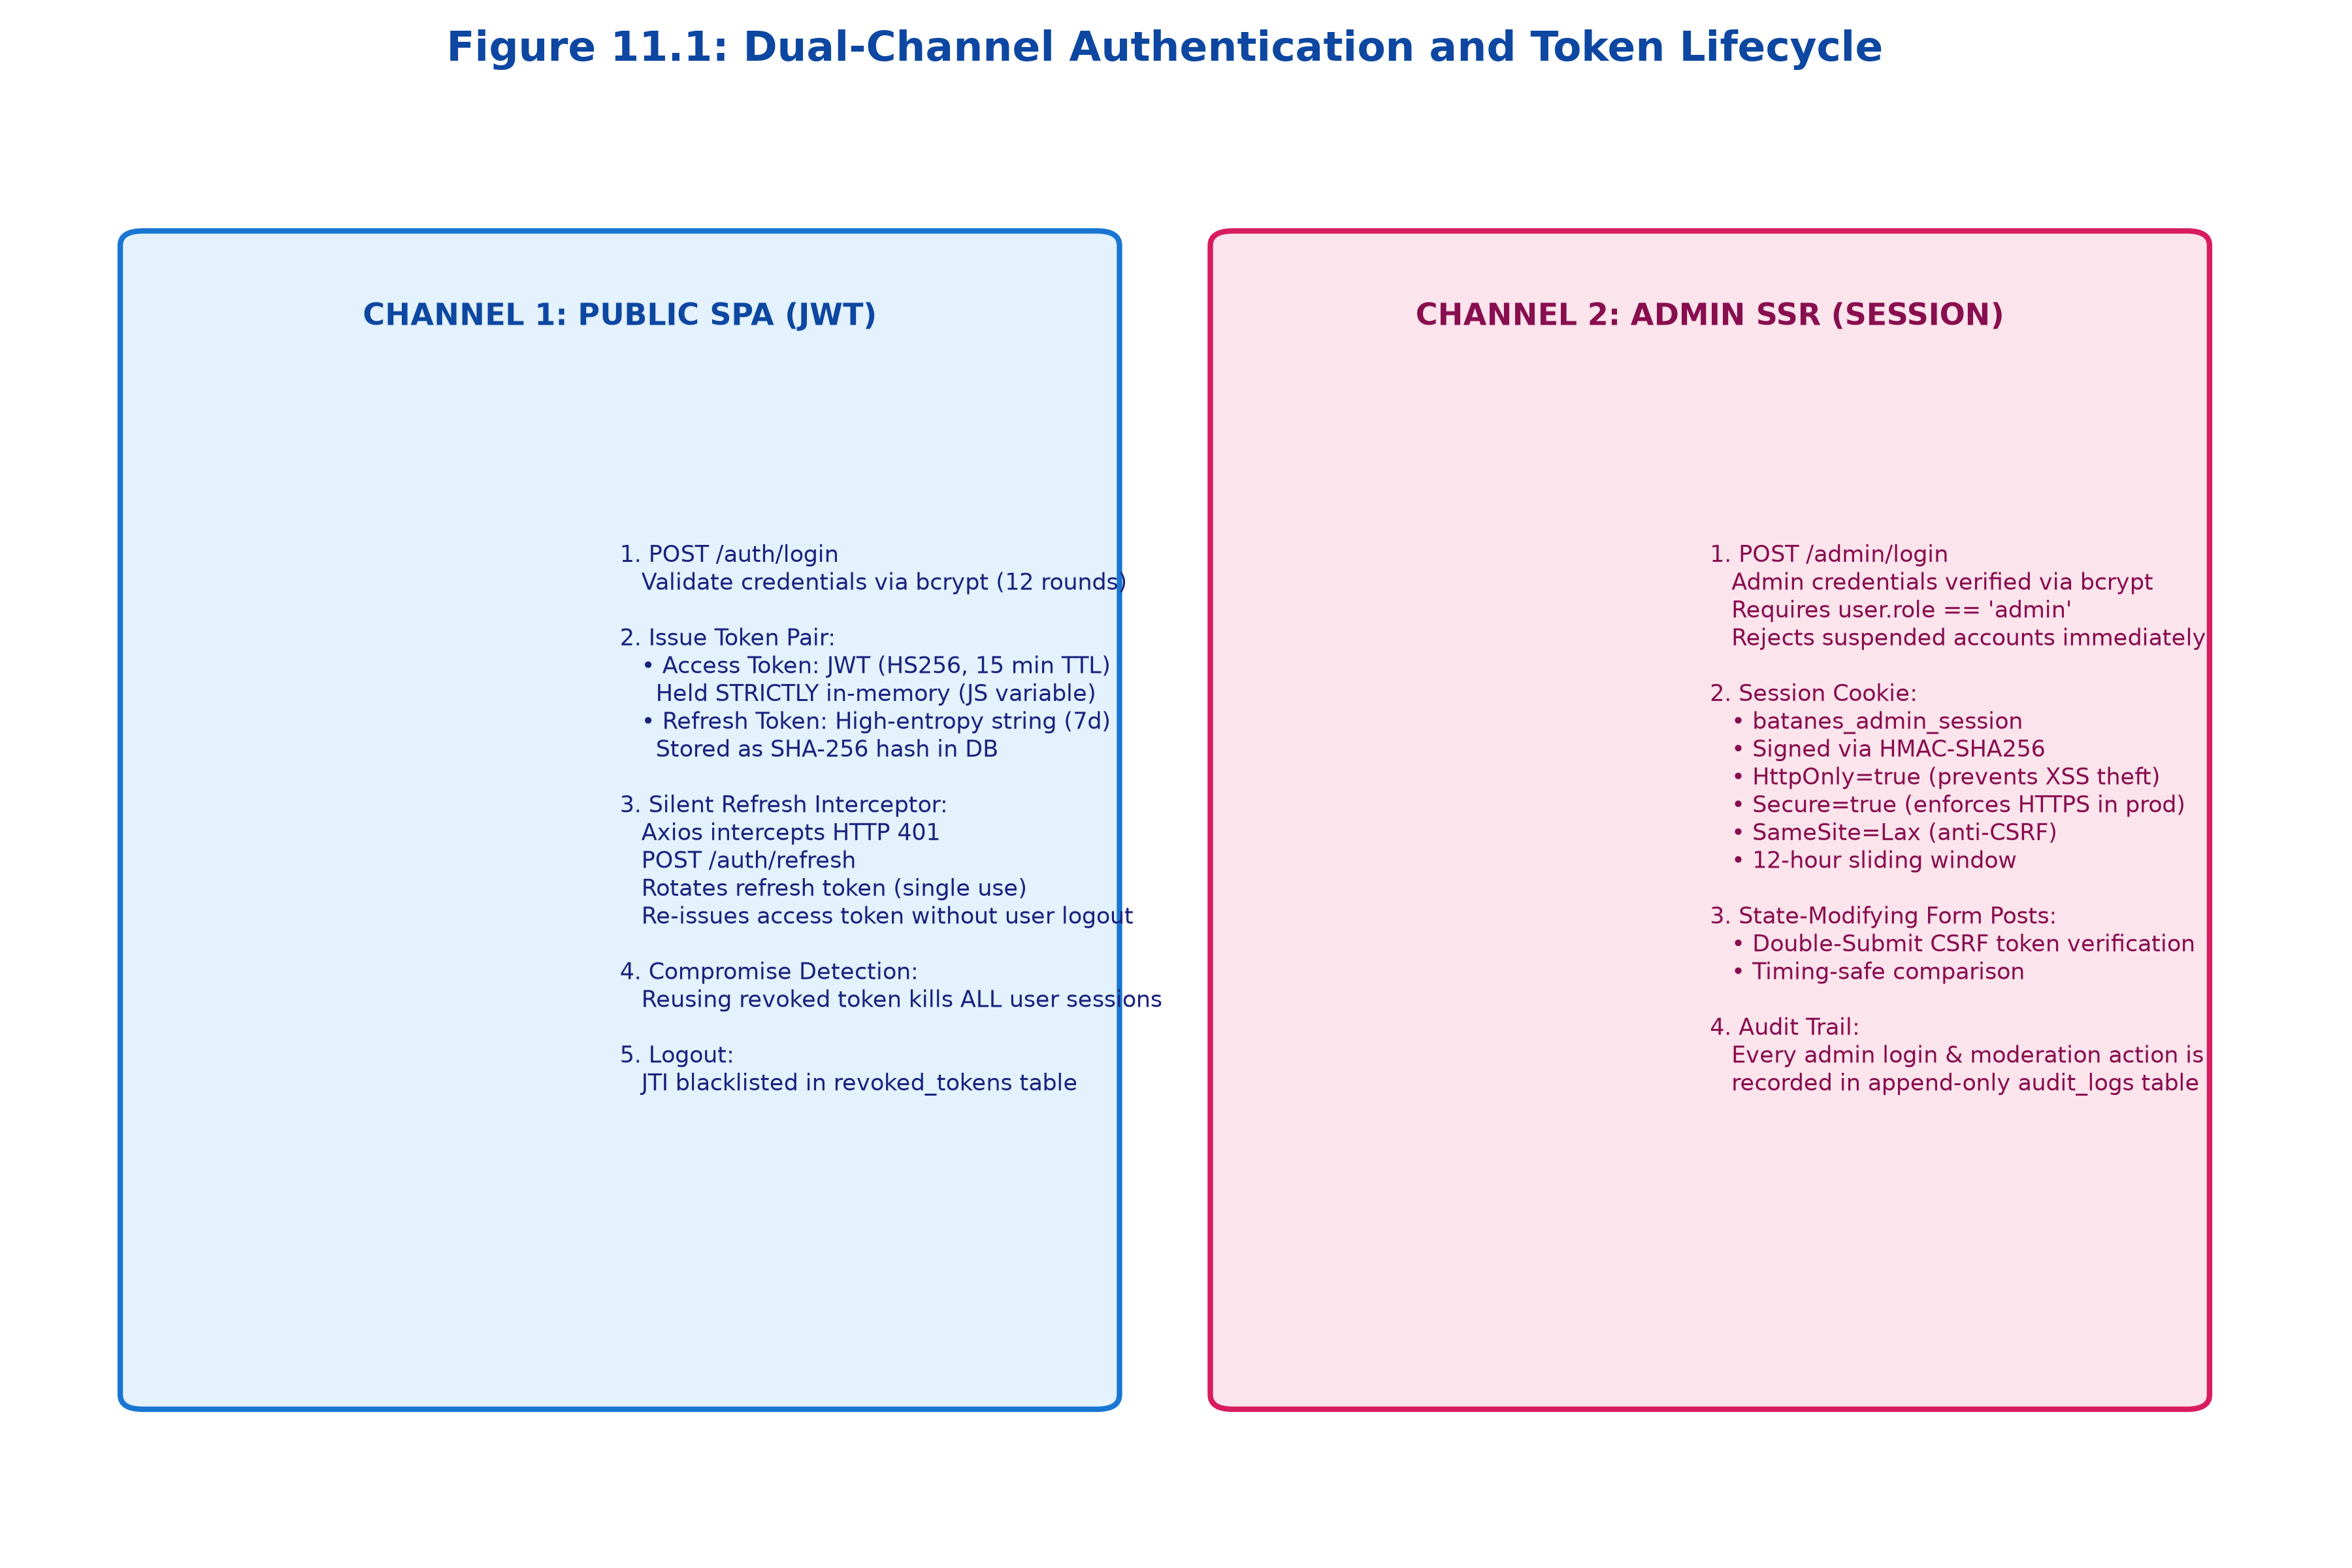 Figure 11.1: Dual-Channel Authentication and Token Lifecycle
CHANNEL 1: PUBLIC SPA (JWT)
1. POST /auth/login
Validate credentials via bcrypt (12 rounds)
2. Issue Token Pair:
• Access Token: JWT (HS256, 15 min TTL)
Held STRICTLY in-memory (JS variable)
• Refresh Token: High-entropy string (7d)
Stored as SHA-256 hash in DB
3. Silent Refresh Interceptor:
Axios intercepts HTTP 401
POST /auth/refresh
Rotates refresh token (single use)
Re-issues access token without user logout
4. Compromise Detection:
Reusing revoked token kills ALL user sessions
5. Logout:
JTI blacklisted in revoked_tokens table
CHANNEL 2: ADMIN SSR (SESSION)
1. POST /admin/login
Admin credentials verified via bcrypt
Requires user.role == 'admin'
Rejects suspended accounts immediately
2. Session Cookie:
• batanes_admin_session
• Signed via HMAC-SHA256
• HttpOnly=true (prevents XSS theft)
• Secure=true (enforces HTTPS in prod)
• SameSite=Lax (anti-CSRF)
• 12-hour sliding window
3. State-Modifying Form Posts:
• Double-Submit CSRF token verification
• Timing-safe comparison
4. Audit Trail:
Every admin login & moderation action is
recorded in append-only audit_logs table